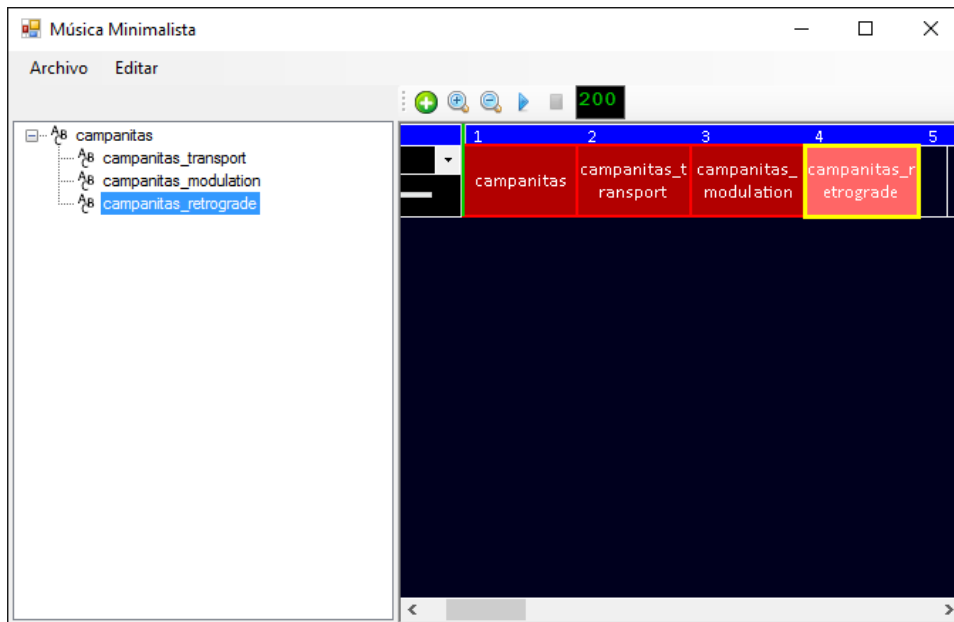 Música Minimalista
Archivo Editar
200
campanitas
campanitas_transport
campanitas_modulation
campanitas_retrograde
1 2 3 4 5
campanitas
campanitas_t
ransport
campanitas_
modulation
campanitas_r
etrograde